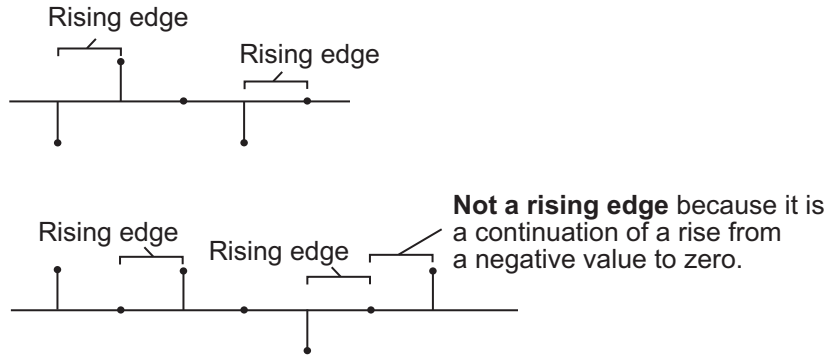 Rising edge
Rising edge
Not a rising edge because it is
a continuation of a rise from
a negative value to zero.
Rising edge
Rising edge